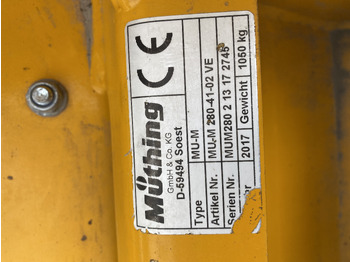 Müthing
GmbH & Co. KG
D-59494 Soest
CE
Type MU-M
Artikel Nr. MU-M 280-41-02 VE
Serien Nr. MUM280 2 13 17 2745
2017 Gewicht 1050 kg